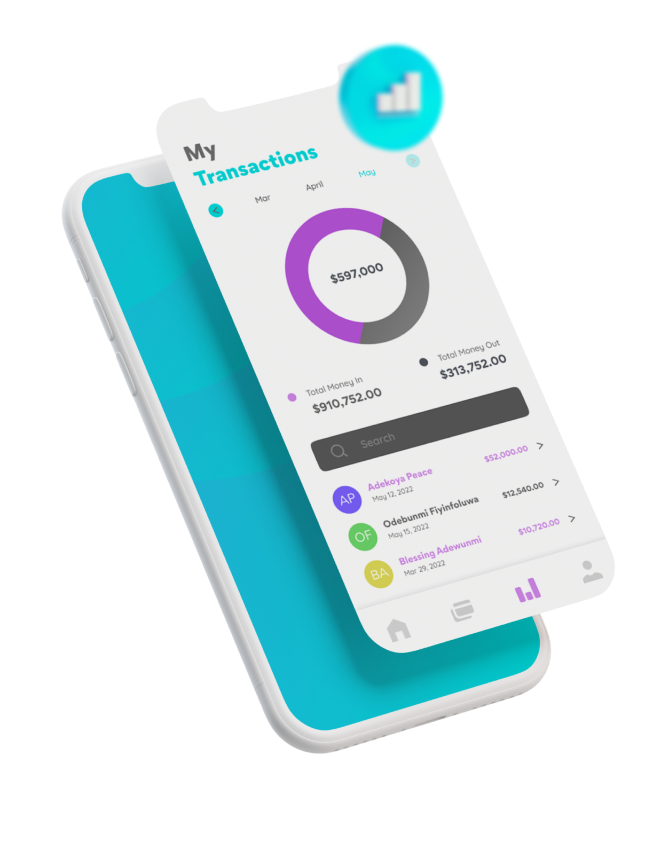 My
Transactions
< Mar April May >
$597,000
Total Money In
$910,752.00
Total Money Out
$313,752.00
Search
AP Adekoya Peace $52,000.00 >
May 12, 2022
OF Odebunmi Fiyinfoluwa $12,540.00 >
May 15, 2022
BA Blessing Adewunmi $10,720.00 >
Mar 29, 2022